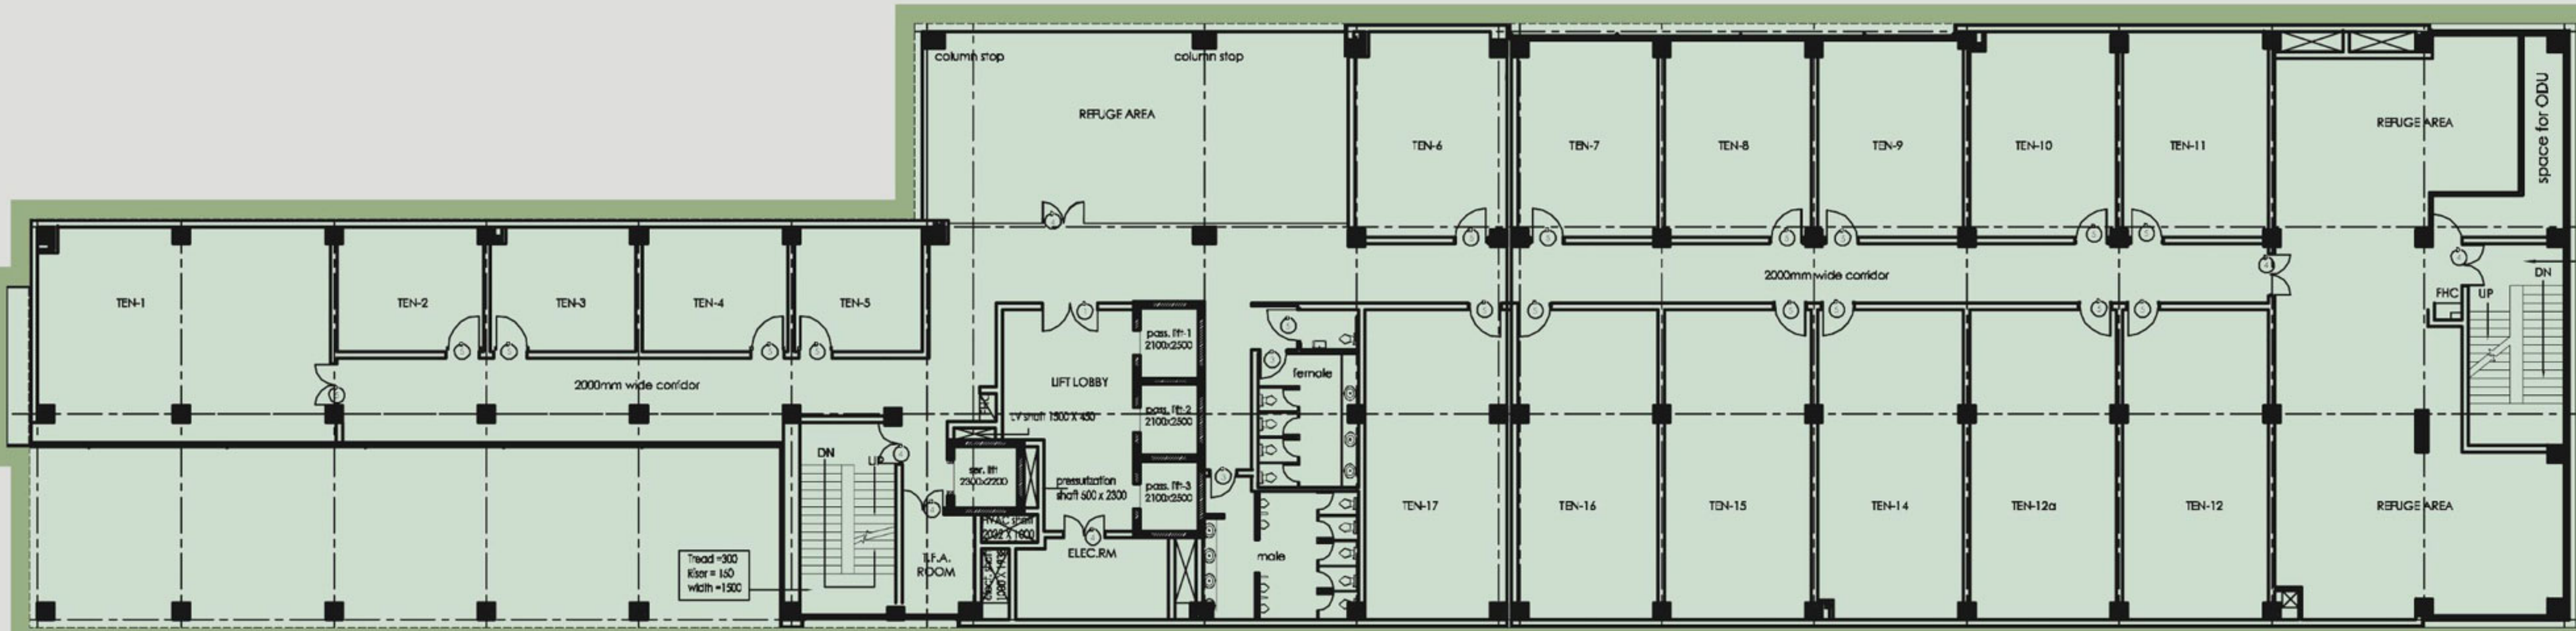 column stop
column stop
REFUGE AREA
TEN-6
TEN-7
TEN-8
TEN-9
TEN-10
TEN-11
REFUGE AREA
space for ODU
TEN-1
TEN-2
TEN-3
TEN-4
TEN-5
2000mm wide corridor
2000mm wide corridor
DN
FHC
UP
pass. lift-1
2100x2500
LIFT LOBBY
female
LV shaft 1500 X 450
pass. lift-2
2100x2500
DN
UP
ser. lift
2300x2200
pressurization
shaft 600 x 2300
pass. lift-3
2100x2500
TEN-17
TEN-16
TEN-15
TEN-14
TEN-12a
TEN-12
REFUGE AREA
ELEC.RM
male
ROOM
Tread =300
Riser = 150
width =1500